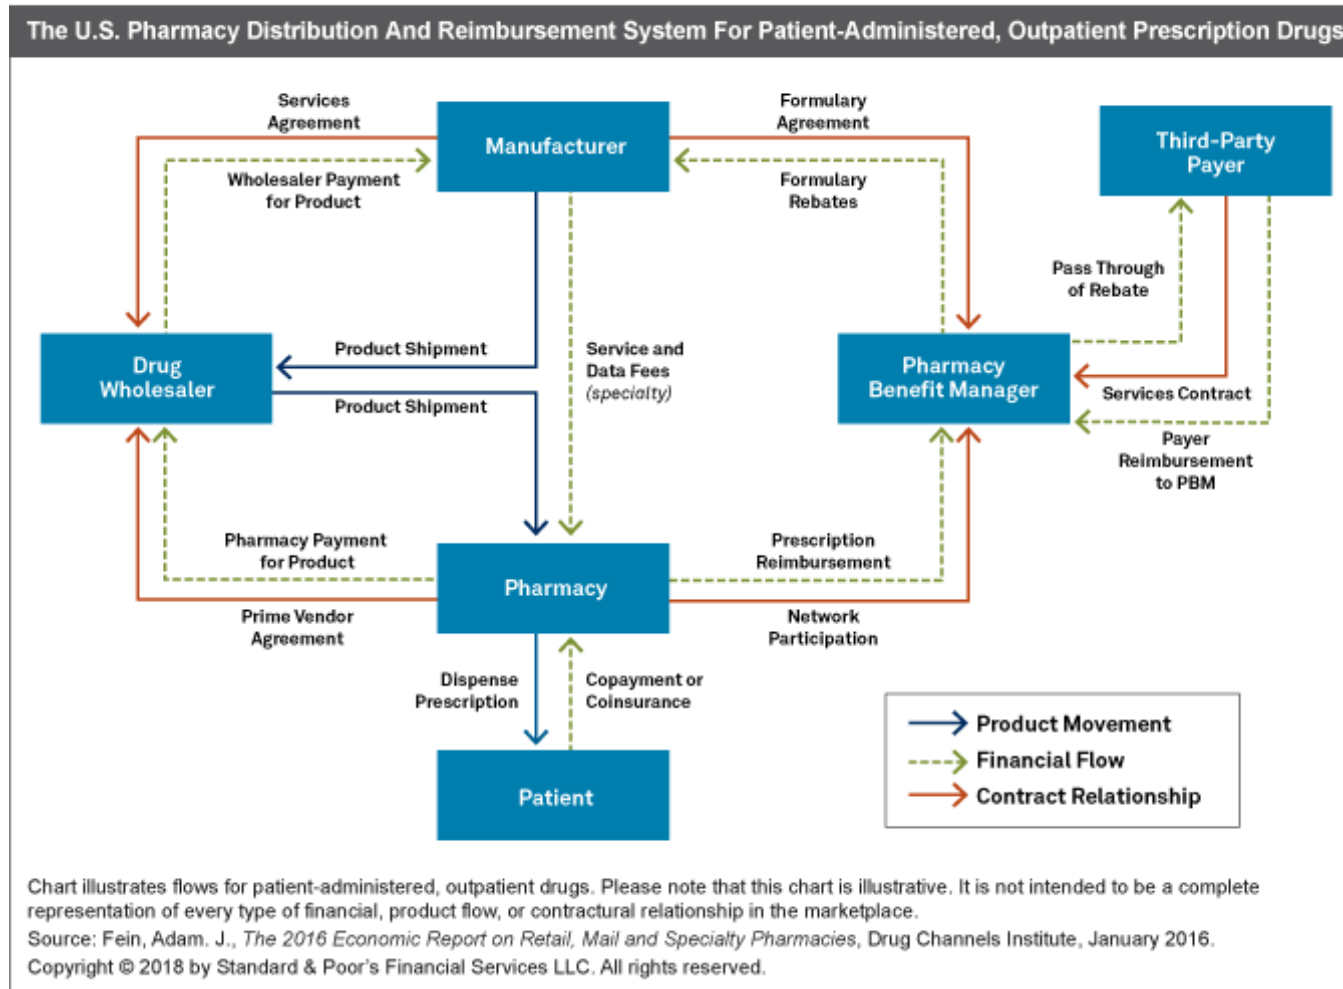 The U.S. Pharmacy Distribution And Reimbursement System For Patient-Administered, Outpatient Prescription Drugs
Services
Agreement
Manufacturer
Formulary
Agreement
Third-Party
Payer
Wholesaler Payment
for Product
Formulary
Rebates
Pass Through
of Rebate
Drug
Wholesaler
Product Shipment
Product Shipment
Service and
Data Fees
(specialty)
Pharmacy
Benefit Manager
Services Contract
Payer
Reimbursement
to PBM
Pharmacy Payment
for Product
Pharmacy
Prescription
Reimbursement
Prime Vendor
Agreement
Network
Participation
Dispense
Prescription
Copayment or
Coinsurance
Patient
Product Movement
Financial Flow
Contract Relationship
Chart illustrates flows for patient-administered, outpatient drugs. Please note that this chart is illustrative. It is not intended to be a complete
representation of every type of financial, product flow, or contractural relationship in the marketplace.
Source: Fein, Adam. J., The 2016 Economic Report on Retail, Mail and Specialty Pharmacies, Drug Channels Institute, January 2016.
Copyright © 2018 by Standard & Poor's Financial Services LLC. All rights reserved.